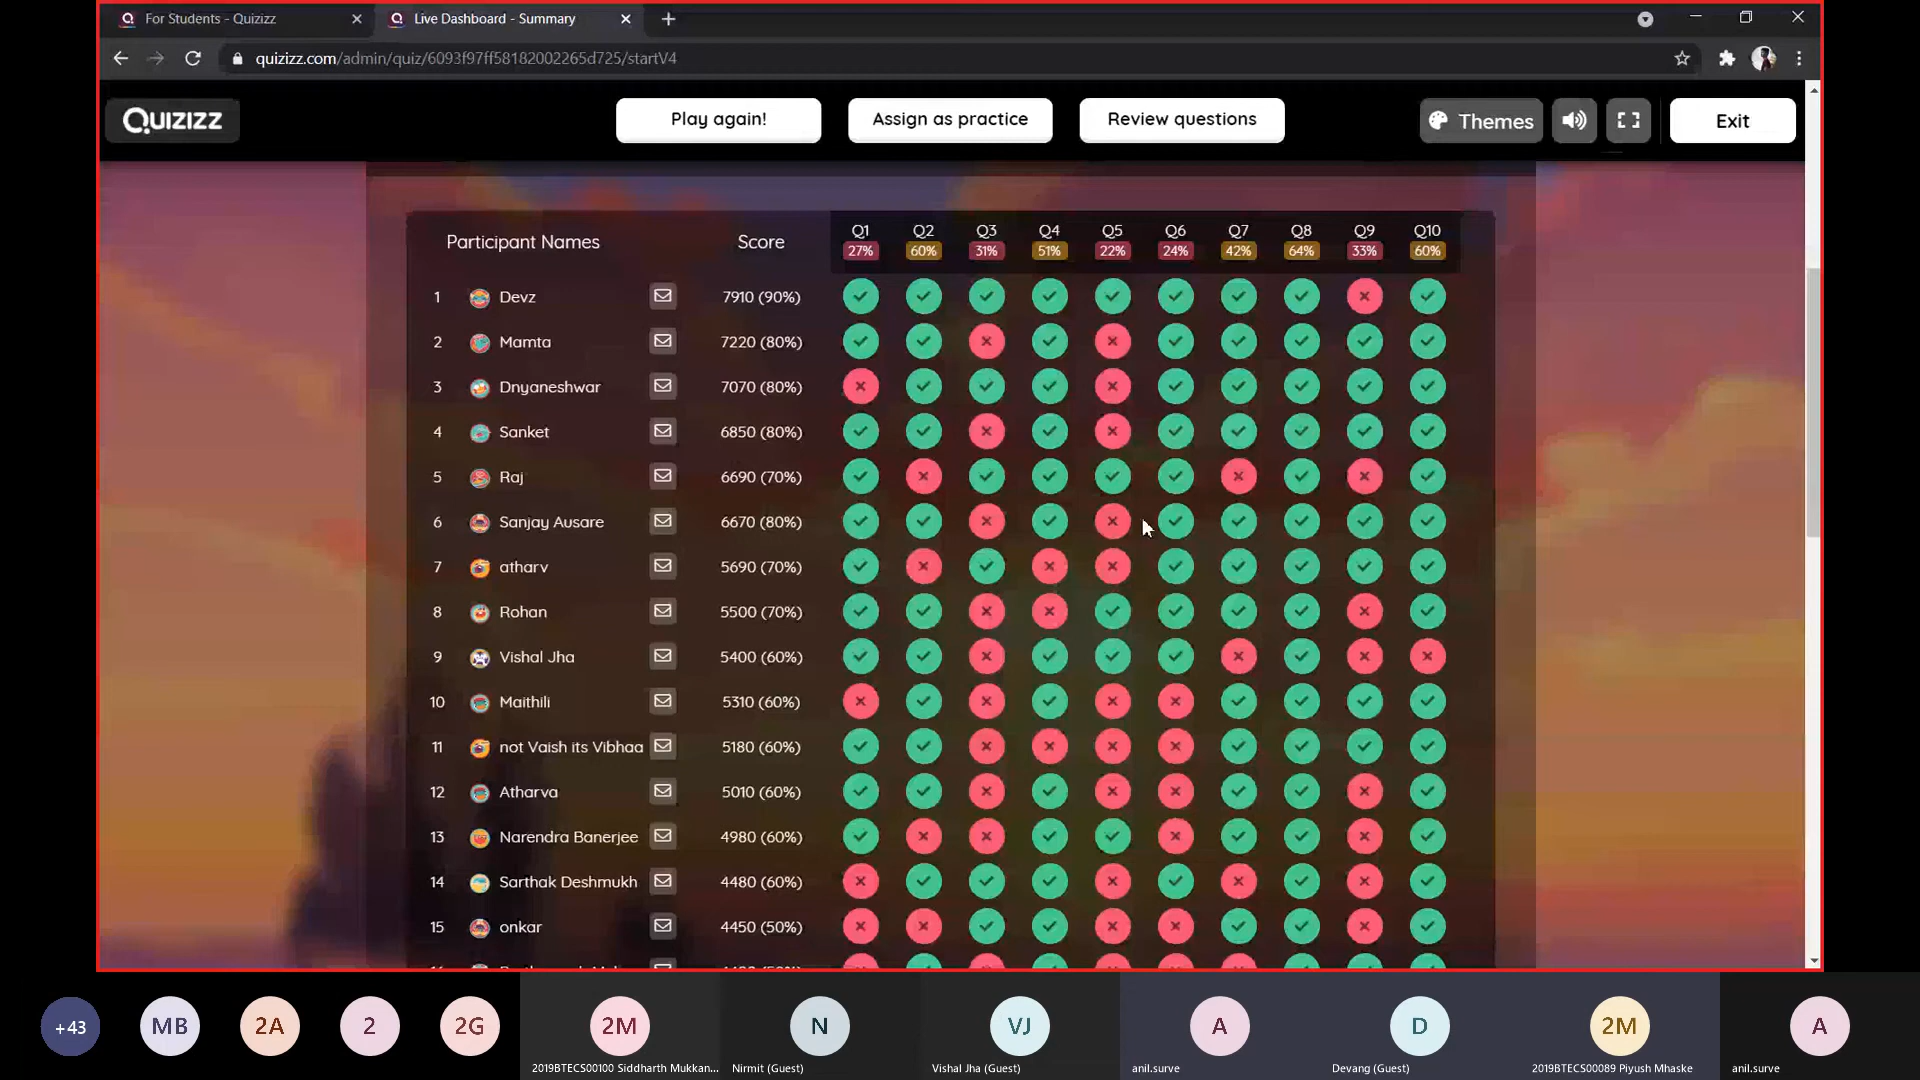 For Students - Quizizz
Live Dashboard - Summary
quizizz.com/admin/quiz/6093f97ff58182002265d725/startV4
Quizizz
Play again!
Assign as practice
Review questions
Themes
Exit
Participant Names Score Q1 Q2 Q3 Q4 Q5 Q6 Q7 Q8 Q9 Q10
27% 60% 31% 51% 22% 24% 42% 64% 33% 60%
1 Devz 7910 (90%)
2 Mamta 7220 (80%)
3 Dnyaneshwar 7070 (80%)
4 Sanket 6850 (80%)
5 Raj 6690 (70%)
6 Sanjay Ausare 6670 (80%)
7 atharv 5690 (70%)
8 Rohan 5500 (70%)
9 Vishal Jha 5400 (60%)
10 Maithili 5310 (60%)
11 not Vaish its Vibhaa 5180 (60%)
12 Atharva 5010 (60%)
13 Narendra Banerjee 4980 (60%)
14 Sarthak Deshmukh 4480 (60%)
15 onkar 4450 (50%)
+43 MB 2A 2 2G 2M N VJ A D 2M A
2019BTECS00100 Siddharth Mukkan... Nirmit (Guest) Vishal Jha (Guest) anil.surve Devang (Guest) 2019BTECS00089 Piyush Mhaske anil.surve